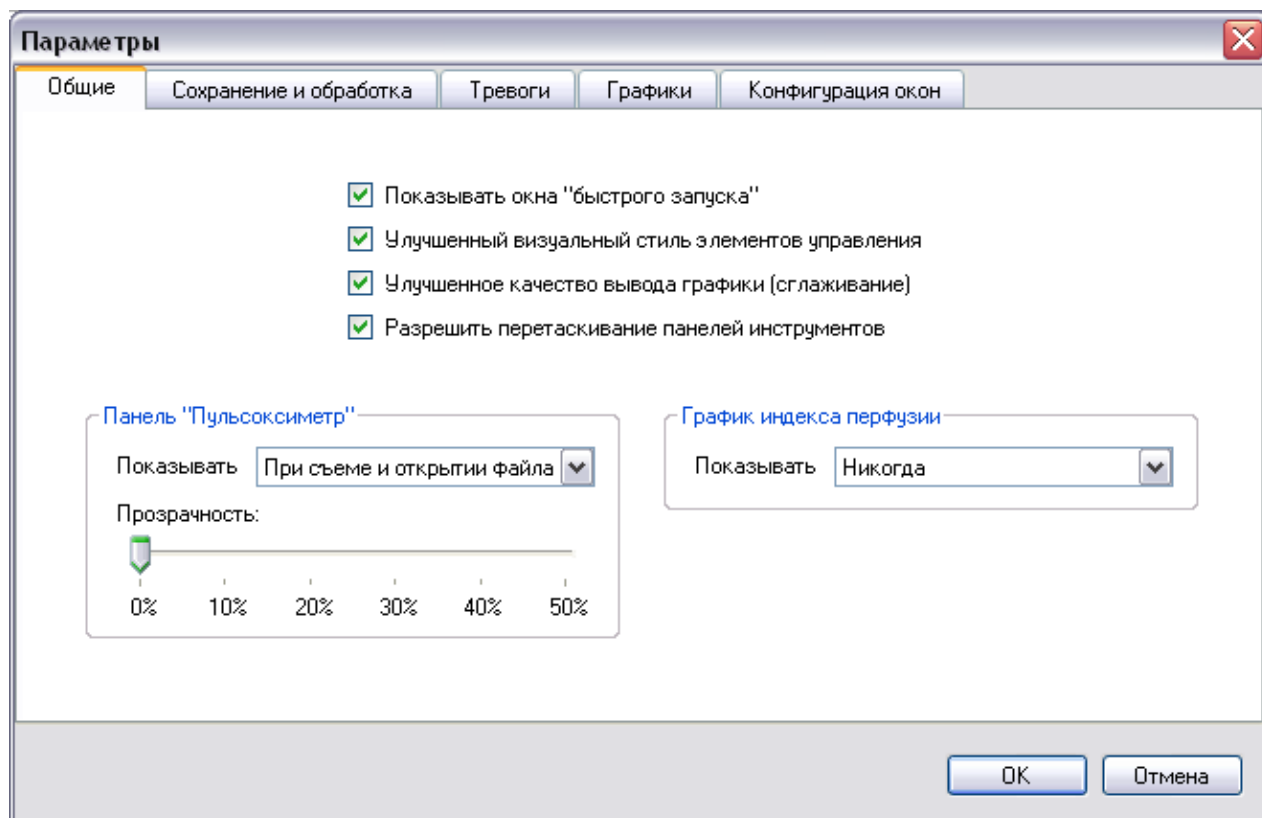 Параметры
Общие Сохранение и обработка Тревоги Графики Конфигурация окон
Показывать окна "быстрого запуска"
Улучшенный визуальный стиль элементов управления
Улучшенное качество вывода графики (сглаживание)
Разрешить перетаскивание панелей инструментов
Панель "Пульсоксиметр"
Показывать При съеме и открытии файла
Прозрачность:
0% 10% 20% 30% 40% 50%
График индекса перфузии
Показывать Никогда
OK Отмена